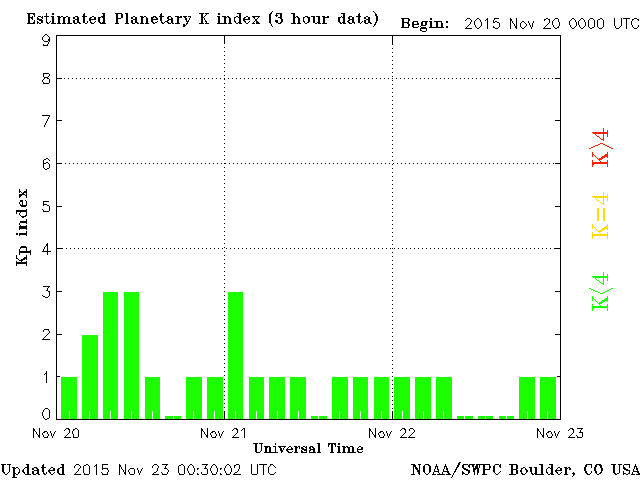 Estimated Planetary K index (3 hour data)
Begin: 2015 Nov 20 0000 UTC
9
8
7
6
5
4
3
2
1
0
Kp index
K>4
K=4
K<4
Nov 20
Nov 21
Nov 22
Nov 23
Universal Time
Updated 2015 Nov 23 00:30:02 UTC
NOAA/SWPC Boulder, CO USA